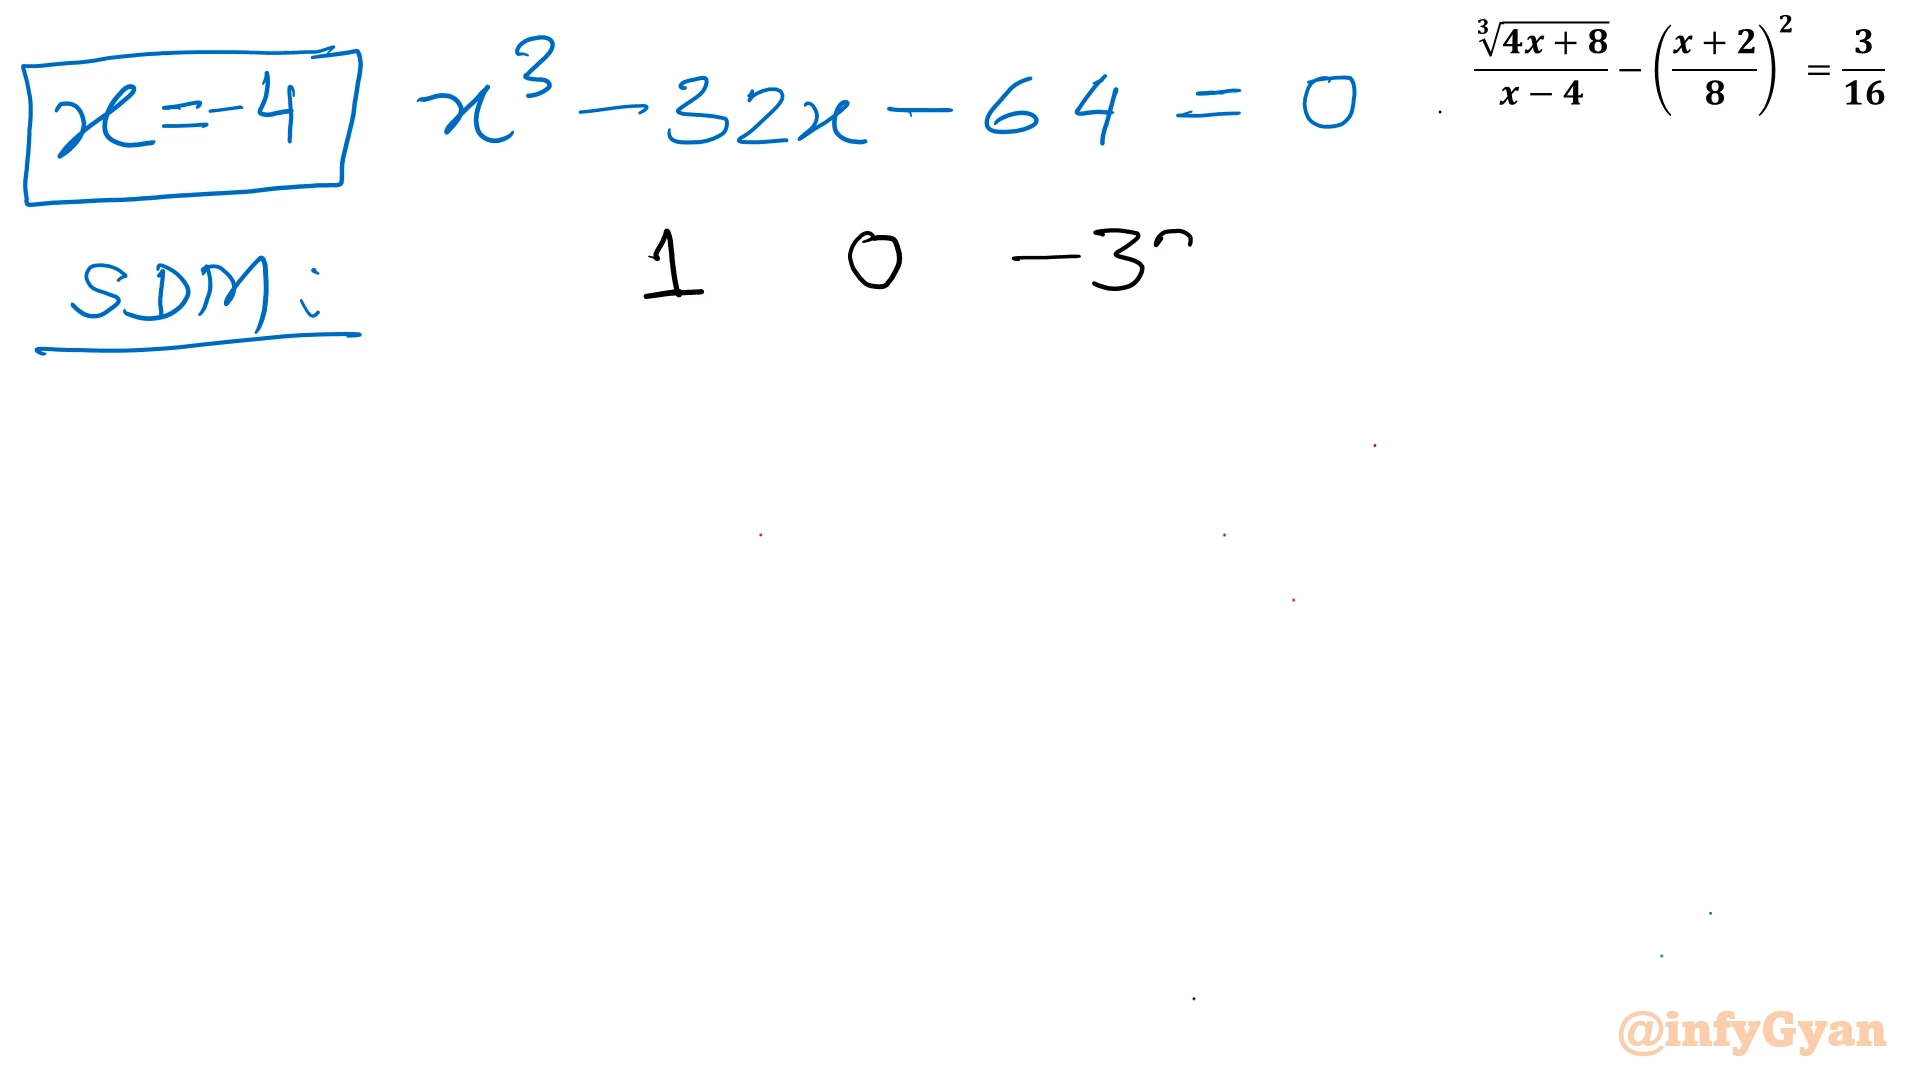 x = -4 x³ - 32x - 64 = 0
∛(4x + 8)/(x - 4) - ((x + 2)/8)² = 3/16
SDM: 1 0 -3
@infyGyan